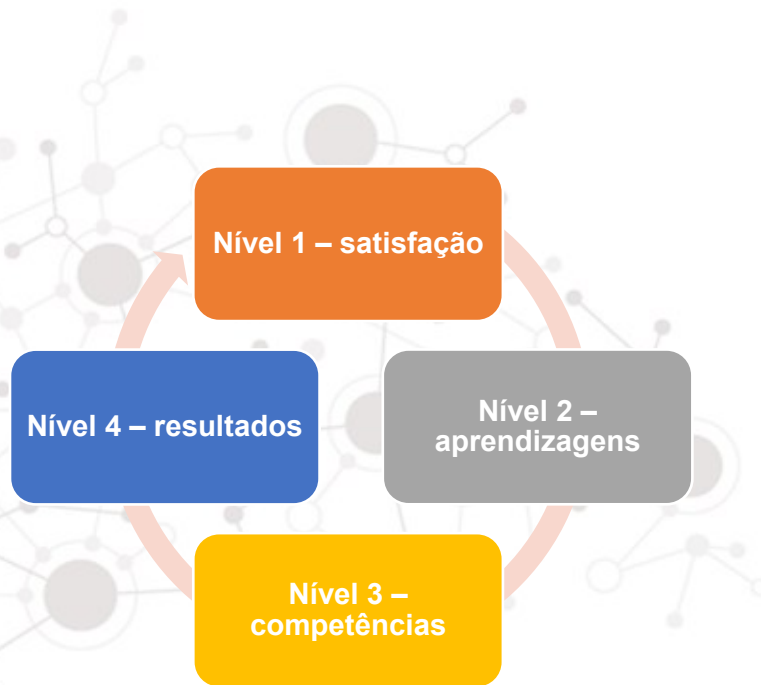 Nível 1 – satisfação
Nível 2 –
aprendizagens
Nível 3 –
competências
Nível 4 – resultados